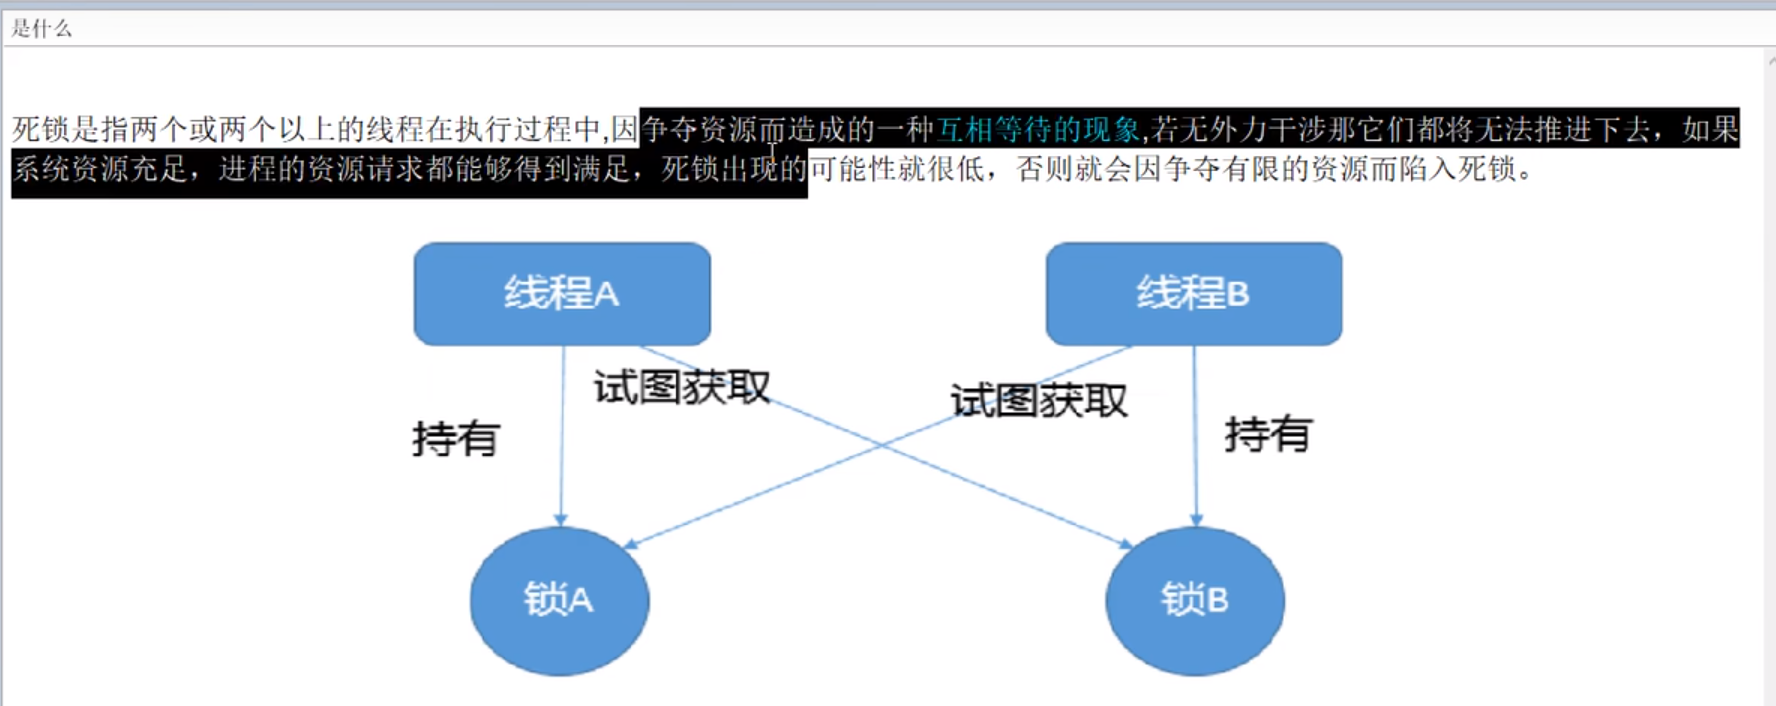 是什么
死锁是指两个或两个以上的线程在执行过程中,因争夺资源而造成的一种互相等待的现象,若无外力干涉那它们都将无法推进下去，如果
系统资源充足，进程的资源请求都能够得到满足，死锁出现的可能性就很低，否则就会因争夺有限的资源而陷入死锁。
线程A
线程B
试图获取
试图获取
持有
持有
锁A
锁B